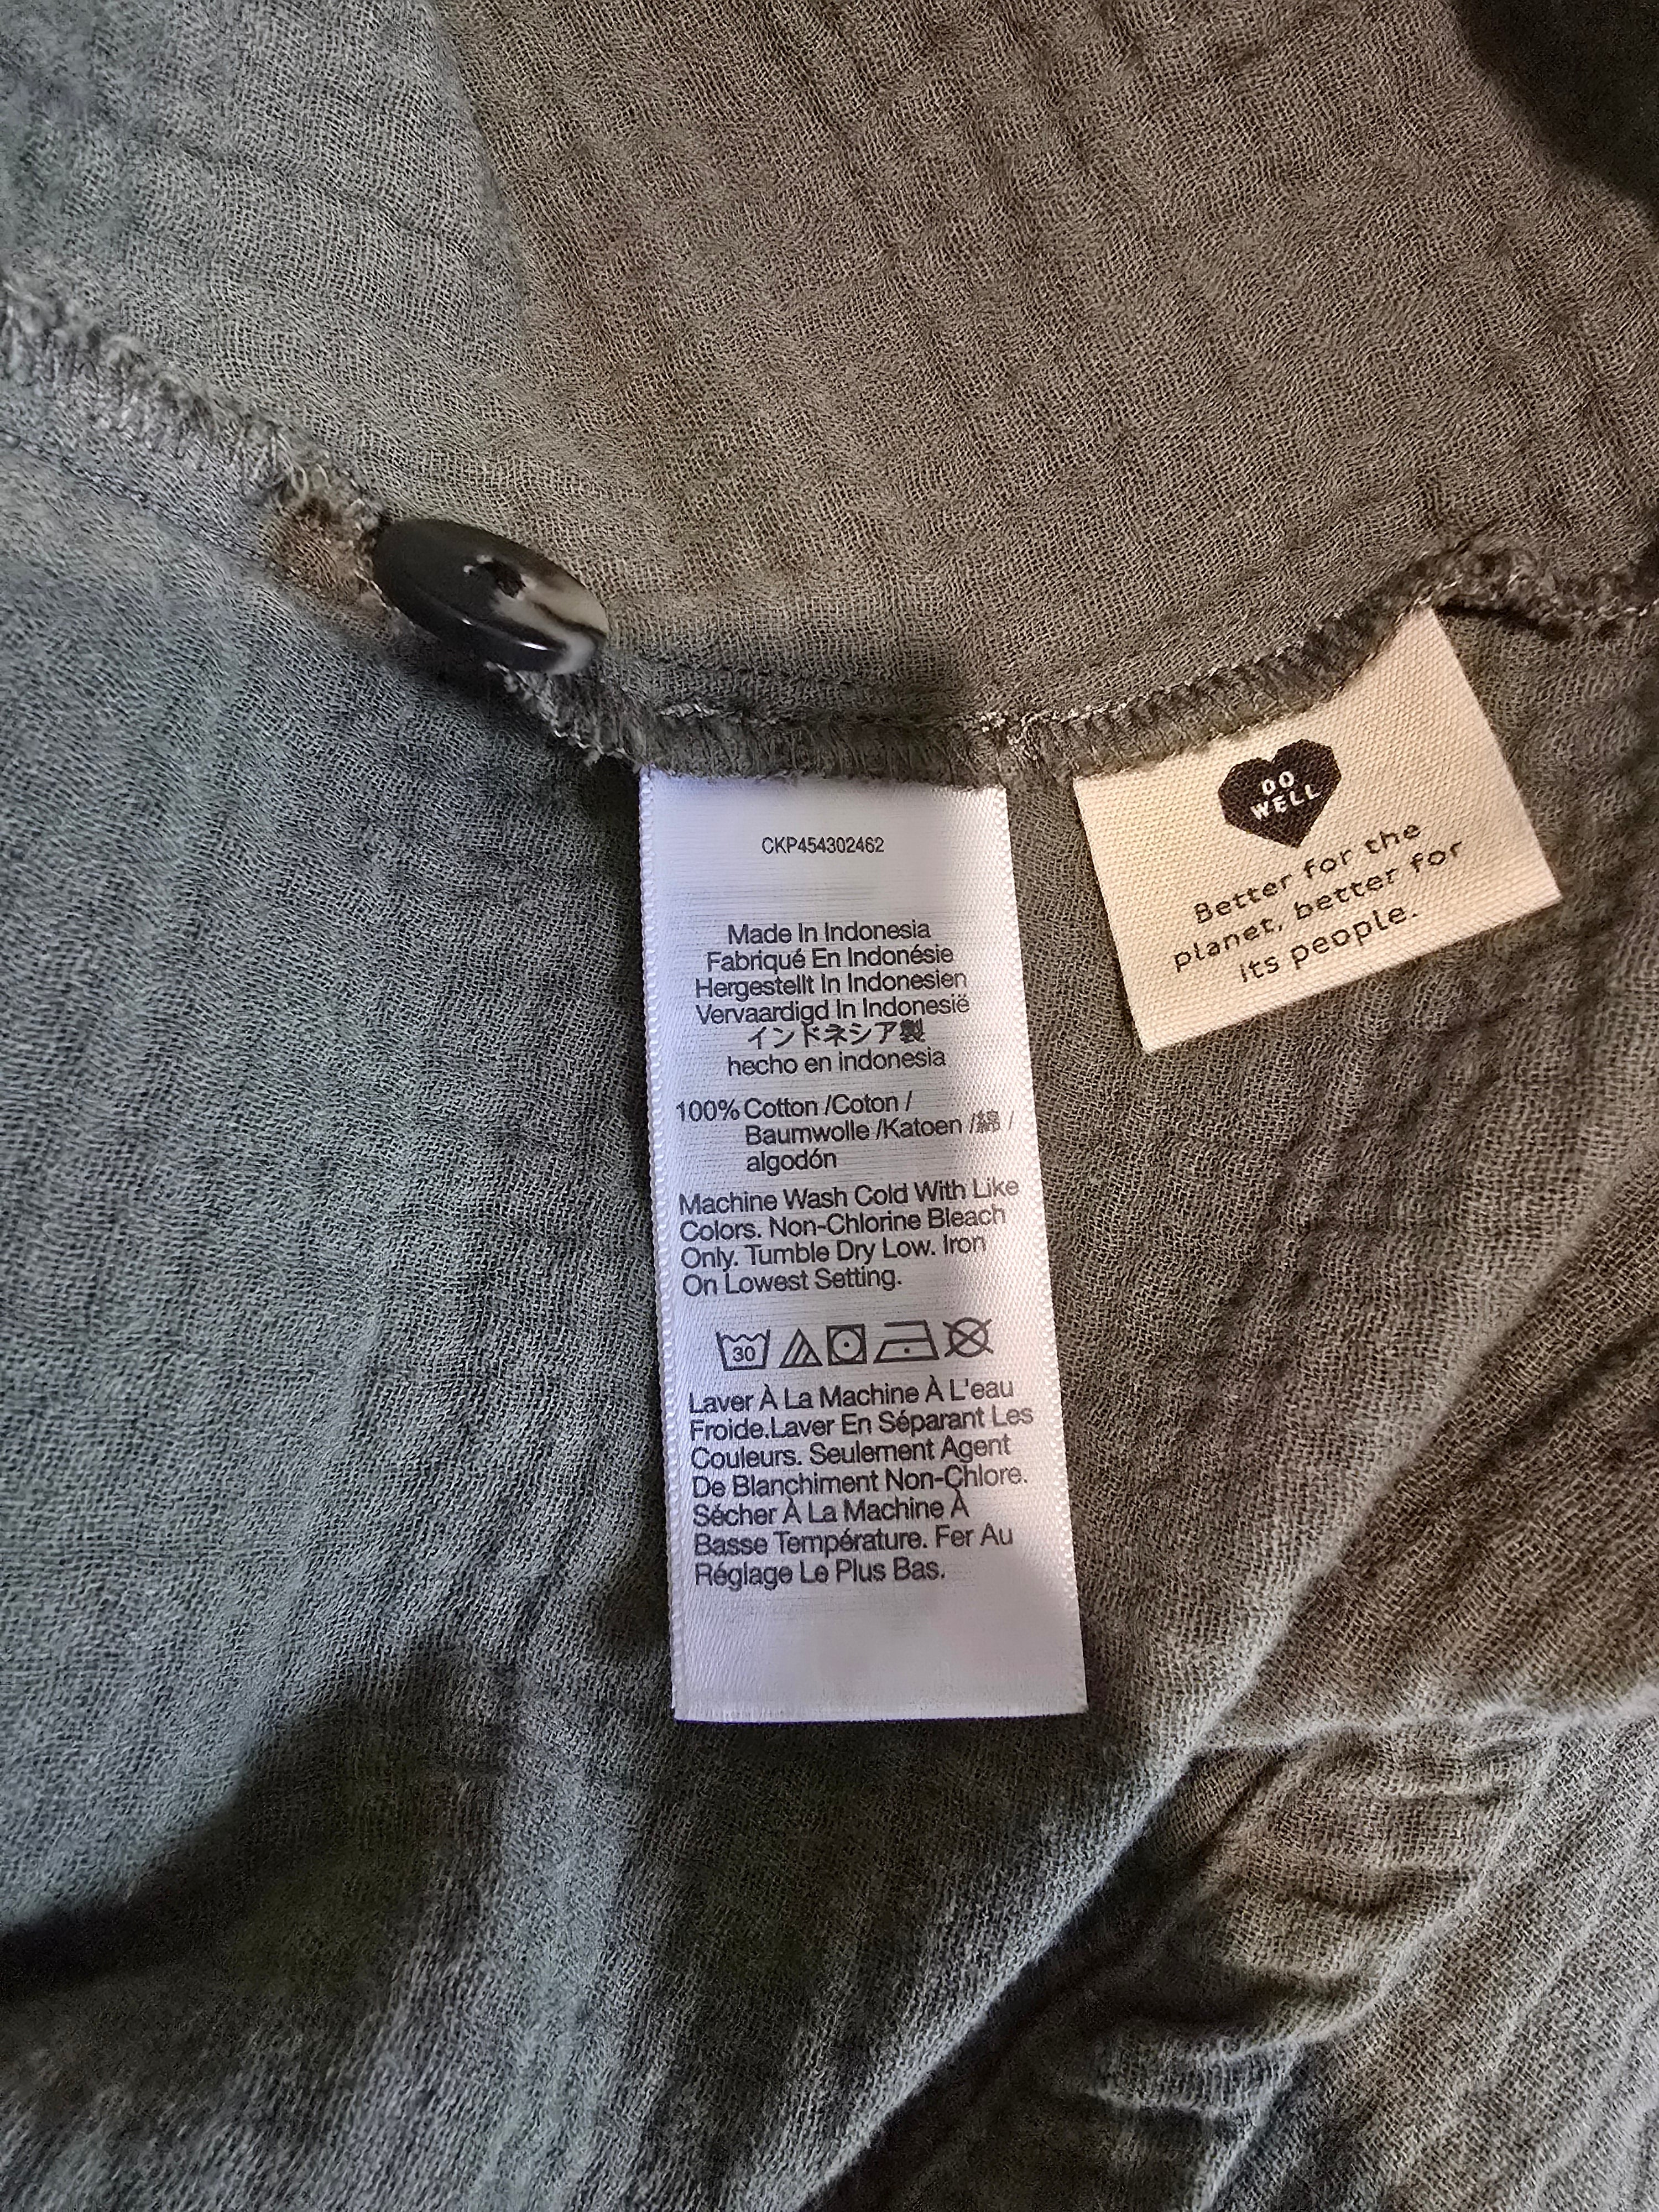 CKP454302462
Made In Indonesia
Fabriqué En Indonésie
Hergestellt In Indonesien
Vervaardigd In Indonesië
インドネシア製
hecho en indonesia
100% Cotton /Coton /
Baumwolle /Katoen /綿 /
algodón
Machine Wash Cold With Like
Colors. Non-Chlorine Bleach
Only. Tumble Dry Low. Iron
On Lowest Setting.
30
Laver À La Machine À L'eau
Froide.Laver En Séparant Les
Couleurs. Seulement Agent
De Blanchiment Non-Chlore.
Sécher À La Machine À
Basse Température. Fer Au
Réglage Le Plus Bas.
DO
WELL
Better for the
planet, better for
its people.